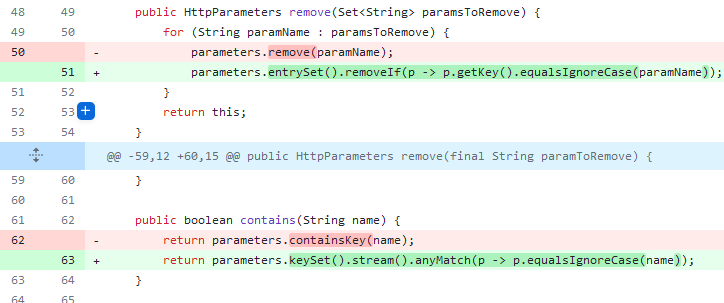 48 49 public HttpParameters remove(Set<String> paramsToRemove) {
49 50 for (String paramName : paramsToRemove) {
50 - parameters.remove(paramName);
51 + parameters.entrySet().removeIf(p -> p.getKey().equalsIgnoreCase(paramName));
51 52 }
52 53 + return this;
53 54 }
@@ -59,12 +60,15 @@ public HttpParameters remove(final String paramToRemove) {
59 60 }
60 61
61 62 public boolean contains(String name) {
62 - return parameters.containsKey(name);
63 + return parameters.keySet().stream().anyMatch(p -> p.equalsIgnoreCase(name));
63 64 }
64 65